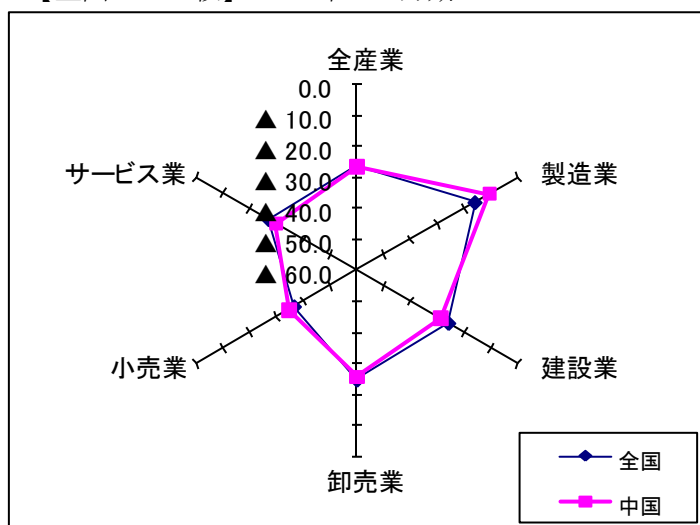 全産業
0.0
▲ 10.0
▲ 20.0
▲ 30.0
▲ 40.0
▲ 50.0
▲ 60.0
サービス業
製造業
小売業
建設業
卸売業
全国
中国